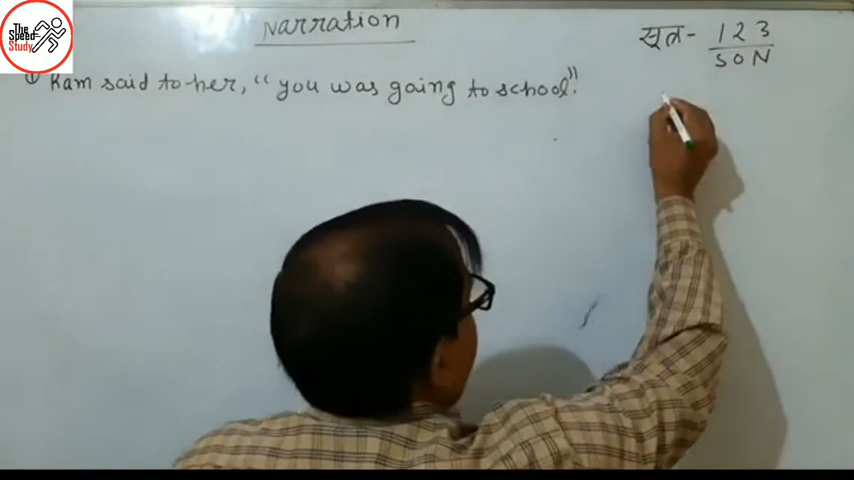 The
Speed
Study
Narration
सूत्र - 1 2 3
S O N
① Ram said to her, “you was going to school”.